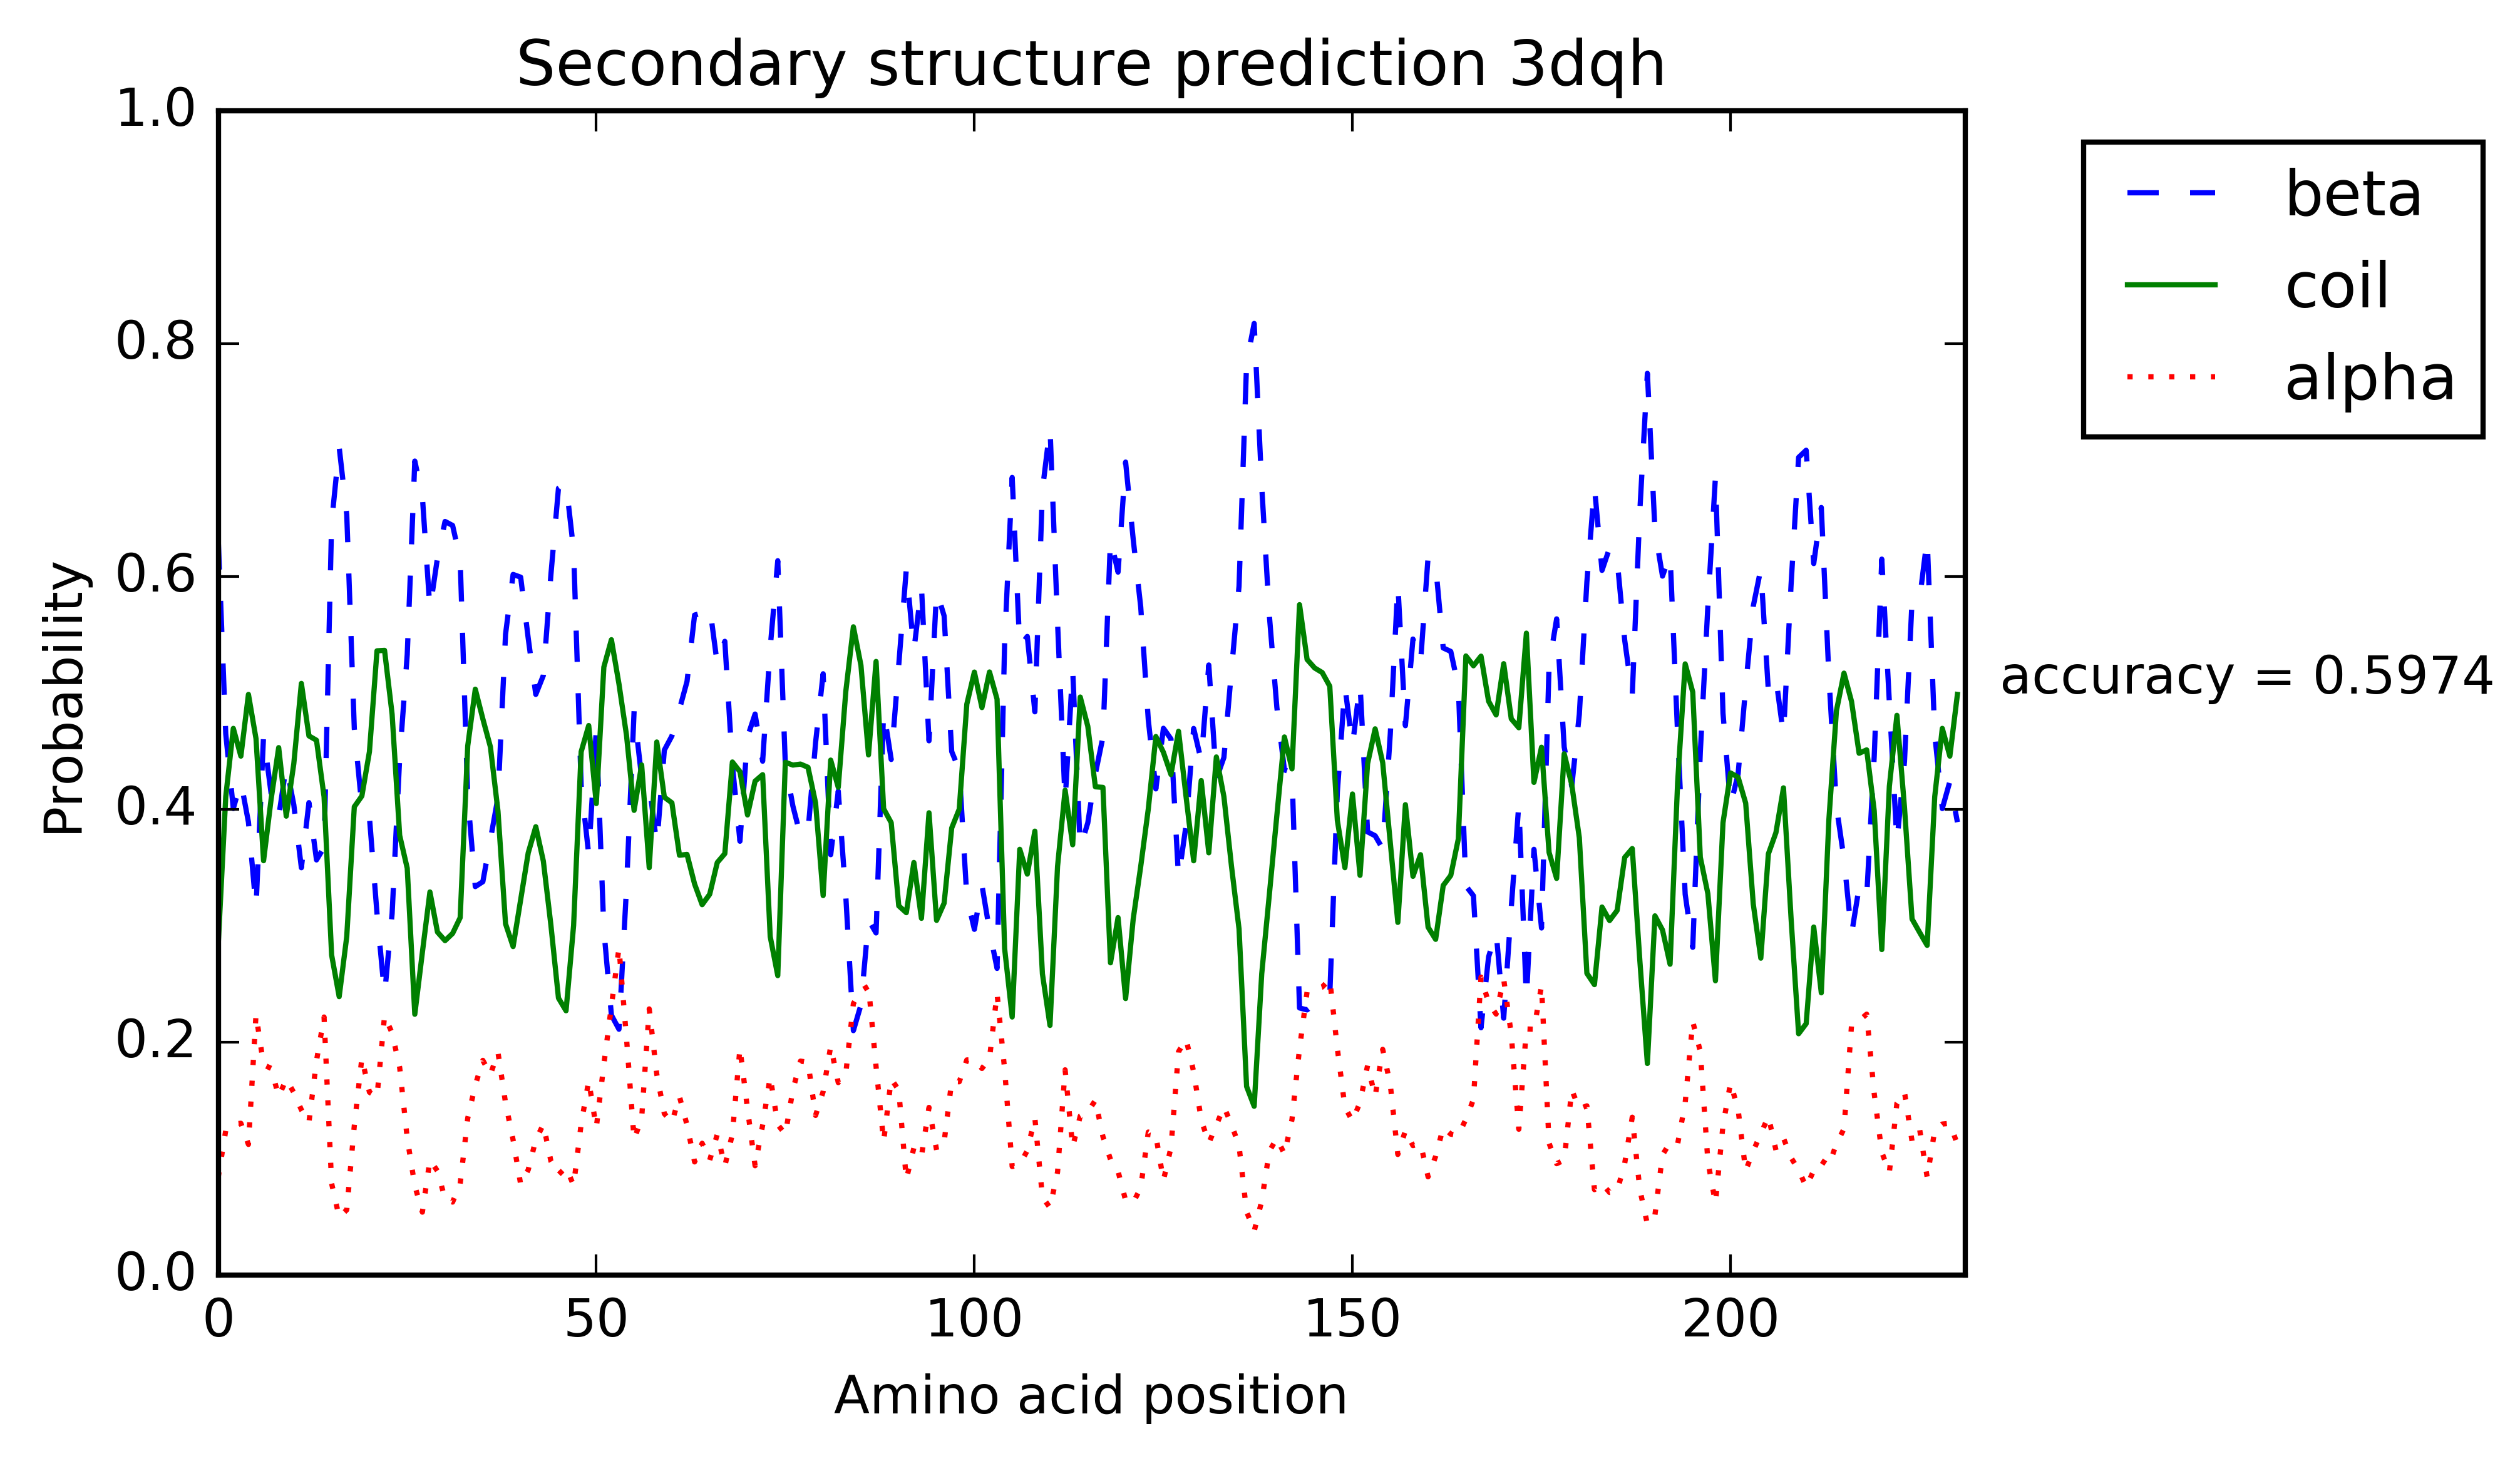 Secondary structure prediction 3dqh
1.0
0.8
0.6
0.4
0.2
0.0
Probability
0 50 100 150 200
Amino acid position
beta
coil
alpha
accuracy = 0.5974